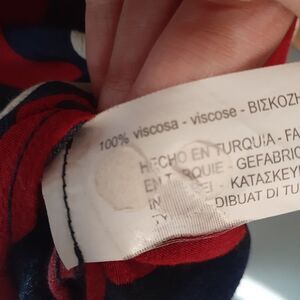 100% viscosa - viscose - ΒΙΣΚΟΖΗ
HECHO EN TURQUIA - FA
EN TURQUIE - GEFABRIC
ΚΑΤΑΣΚΕΥ
DIBUAT DI TU